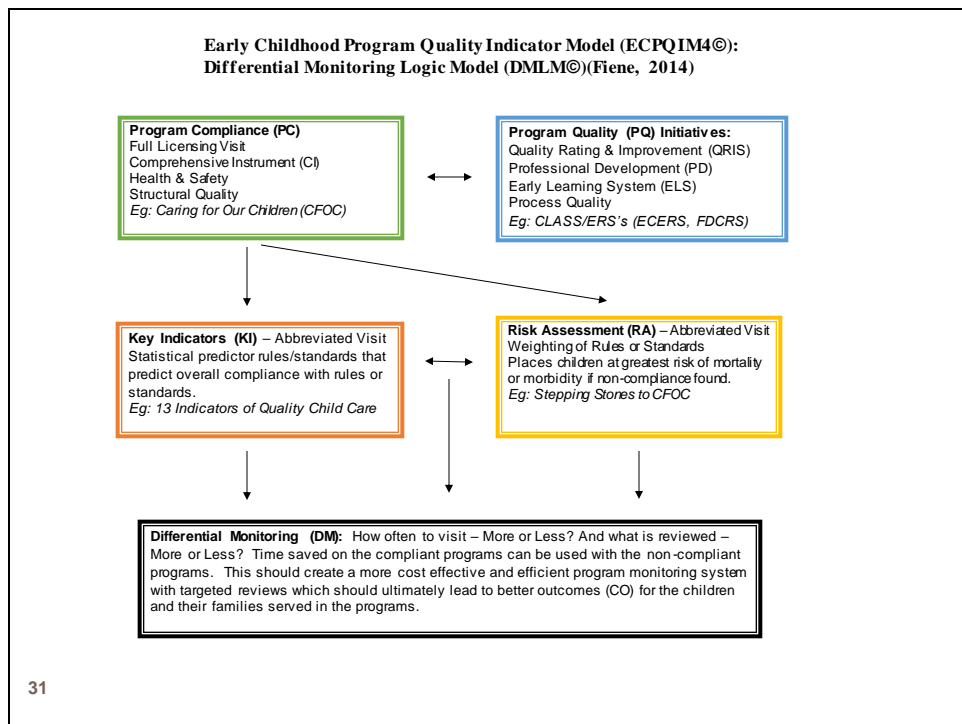 Early Childhood Program Quality Indicator Model (ECPQIM4©):
Differential Monitoring Logic Model (DMLM©)(Fiene, 2014)
Program Compliance (PC)
Full Licensing Visit
Comprehensive Instrument (CI)
Health & Safety
Structural Quality
Eg: Caring for Our Children (CFOC)
Program Quality (PQ) Initiatives:
Quality Rating & Improvement (QRIS)
Professional Development (PD)
Early Learning System (ELS)
Process Quality
Eg: CLASS/ERS's (ECERS, FDCRS)
Key Indicators (KI) – Abbreviated Visit
Statistical predictor rules/standards that
predict overall compliance with rules or
standards.
Eg: 13 Indicators of Quality Child Care
Risk Assessment (RA) – Abbreviated Visit
Weighting of Rules or Standards
Places children at greatest risk of mortality
or morbidity if non-compliance found.
Eg: Stepping Stones to CFOC
Differential Monitoring (DM): How often to visit – More or Less? And what is reviewed –
More or Less? Time saved on the compliant programs can be used with the non-compliant
programs. This should create a more cost effective and efficient program monitoring system
with targeted reviews which should ultimately lead to better outcomes (CO) for the children
and their families served in the programs.
31